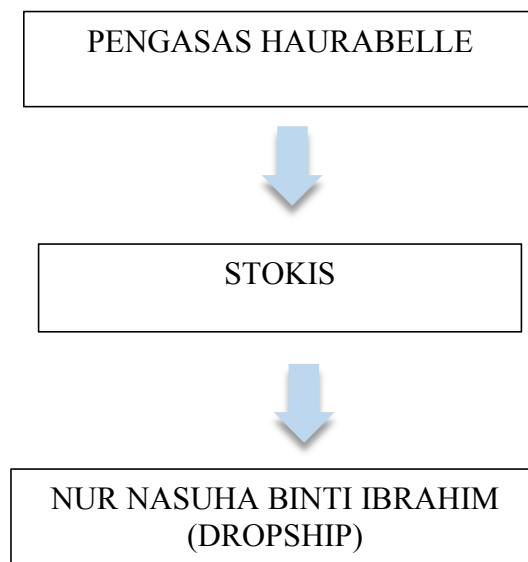 PENGASAS HAURABELLE
STOKIS
NUR NASUHA BINTI IBRAHIM
(DROPSHIP)